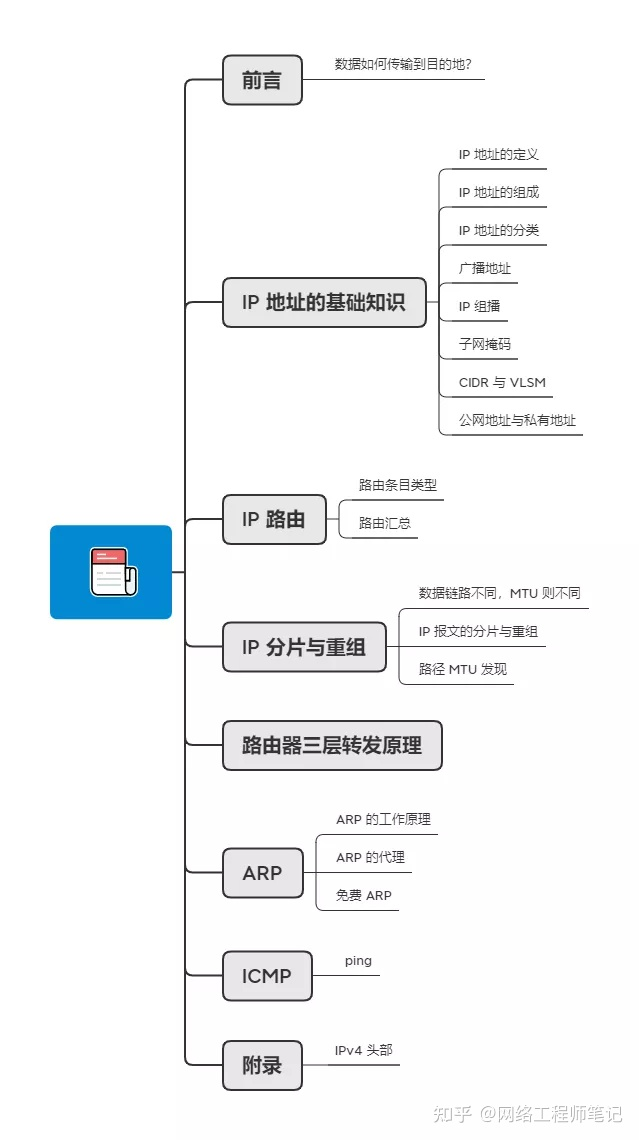 前言
数据如何传输到目的地?
IP 地址的基础知识
IP 地址的定义
IP 地址的组成
IP 地址的分类
广播地址
IP 组播
子网掩码
CIDR 与 VLSM
公网地址与私有地址
IP 路由
路由条目类型
路由汇总
IP 分片与重组
数据链路不同，MTU 则不同
IP 报文的分片与重组
路径 MTU 发现
路由器三层转发原理
ARP
ARP 的工作原理
ARP 的代理
免费 ARP
ICMP
ping
附录
IPv4 头部
知乎 @网络工程师笔记